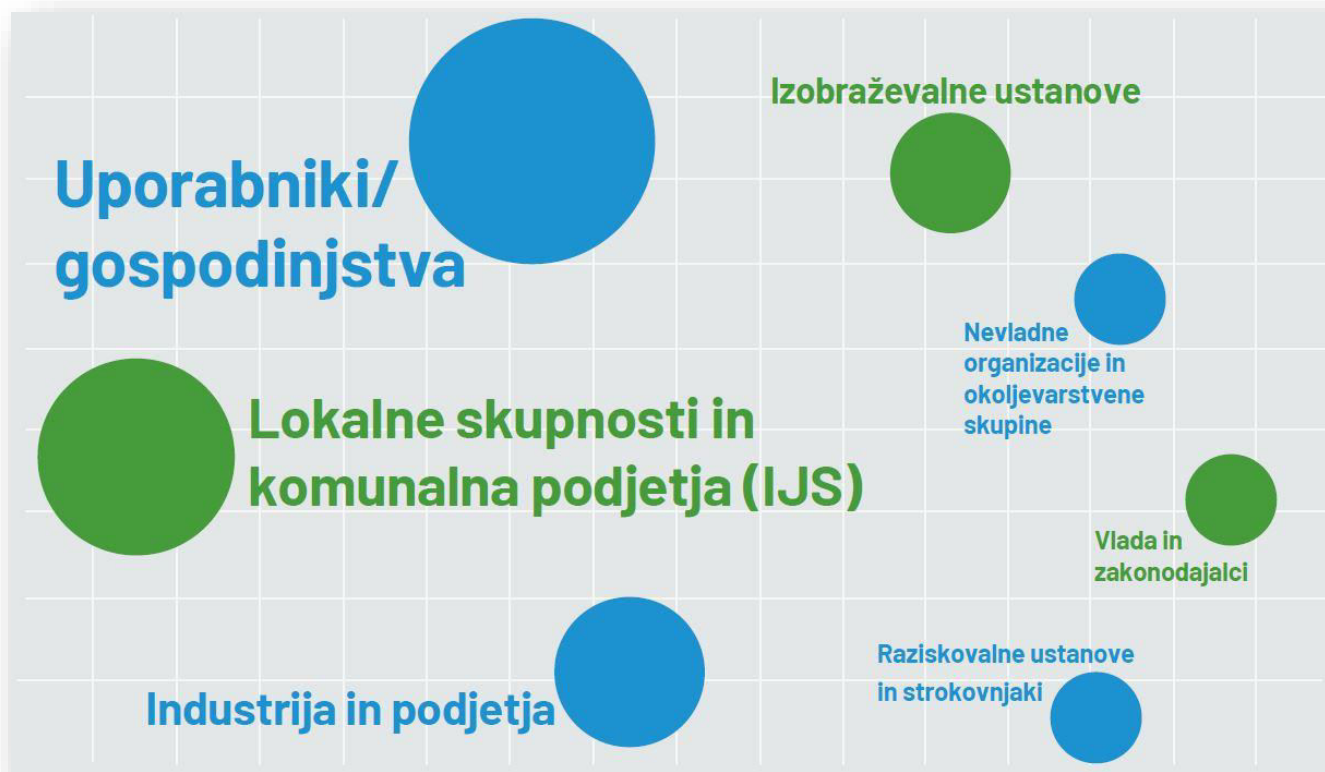 Izobraževalne ustanove
Uporabniki/
gospodinjstva
Nevladne
organizacije in
okoljevarstvene
skupine
Lokalne skupnosti in
komunalna podjetja (IJS)
Vlada in
zakonodajalci
Raziskovalne ustanove
in strokovnjaki
Industrija in podjetja